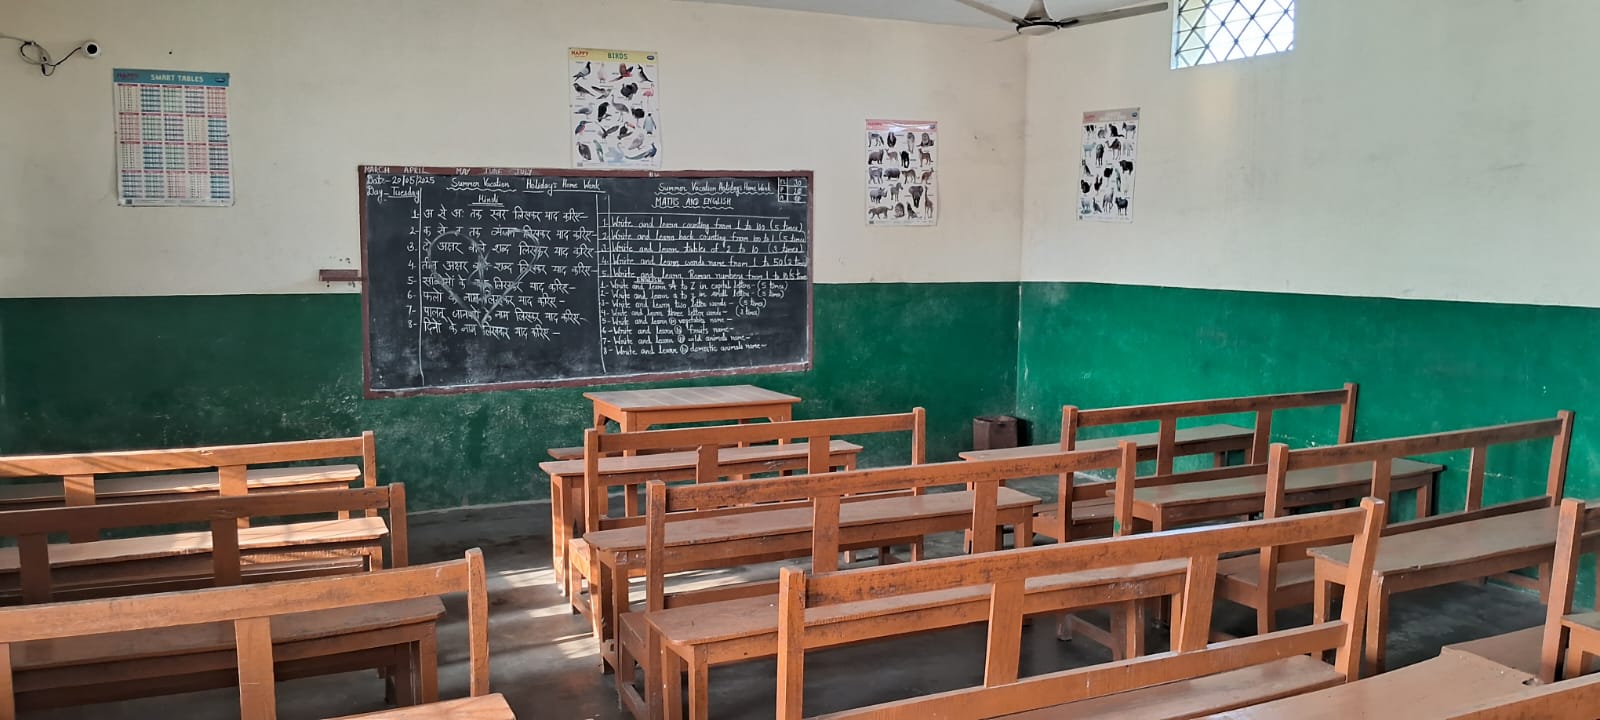 SMART TABLES
HAPPY
BIRDS
MARCH APRIL MAY JUNE JULY
Dat:- 20/05/2025
Day:- Tuesday
Summer Vacation Holidays Home Work
Hindi
1- अ से अः तक स्वर लिखकर याद करिए-
2- क से ज्ञ तक व्यंजन लिखकर याद करिए-
3- दो अक्षर वाले शब्द लिखकर याद करिए-
4- तीन अक्षर वाले शब्द लिखकर याद करिए-
5- सब्जियों के नाम लिखकर याद करिए-
6- फलों के नाम लिखकर याद करिए-
7- पालतू जानवरों के नाम लिखकर याद करिए-
8- दिनों के नाम लिखकर याद करिए-
Summer Vacation Holidays Home Work
MATHS AND ENGLISH
1- Write and learn counting from 1 to 100 (5 times)
2- Write and learn back counting from 100 to 1 (5 times)
3- Write and learn tables of 2 to 10 (3 times)
4- Write and learn words name from 1 to 50 (2 times)
5- Write and learn Roman numbers from 1 to 10 (5 times)
ENGLISH
1- Write and learn A to Z in capital letters- (5 times)
2- Write and learn a to z in small letters- (5 times)
3- Write and learn two letter words- (5 times)
4- Write and learn three letter words- (3 times)
5- Write and learn 10 vegetables name-
6- Write and learn 10 fruits name-
7- Write and learn 10 wild animals name-
8- Write and learn 10 domestic animals name-